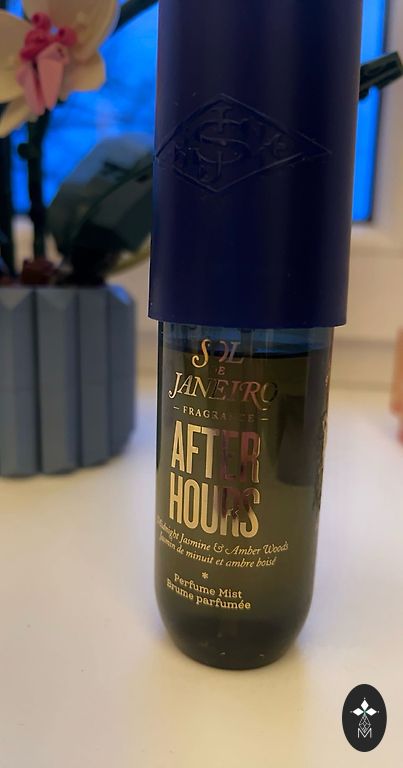 SOL
DE
JANEIRO
– FRAGRANCE –
AFTER
HOURS
Midnight Jasmine & Amber Woods
Jasmin de minuit et ambre boisé
*
Perfume Mist
Brume parfumée